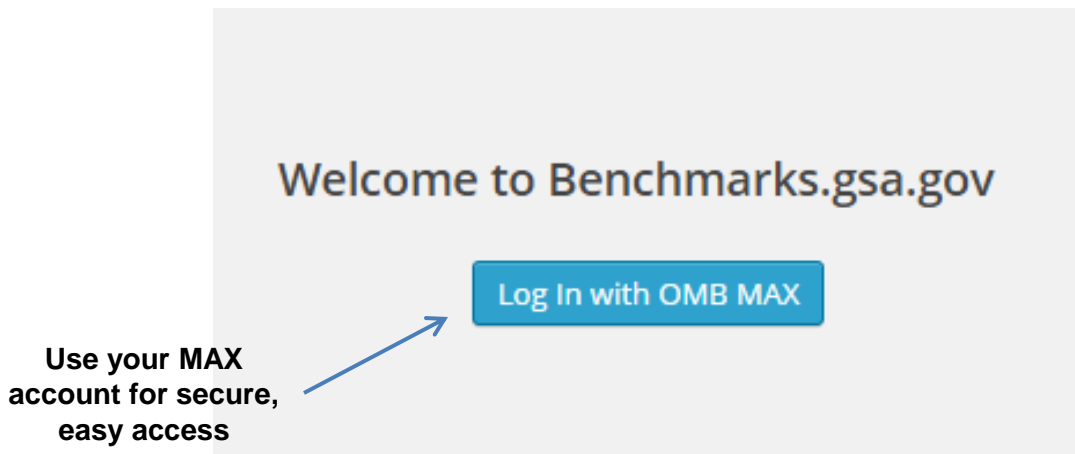 Welcome to Benchmarks.gsa.gov
Log In with OMB MAX
Use your MAX
account for secure,
easy access